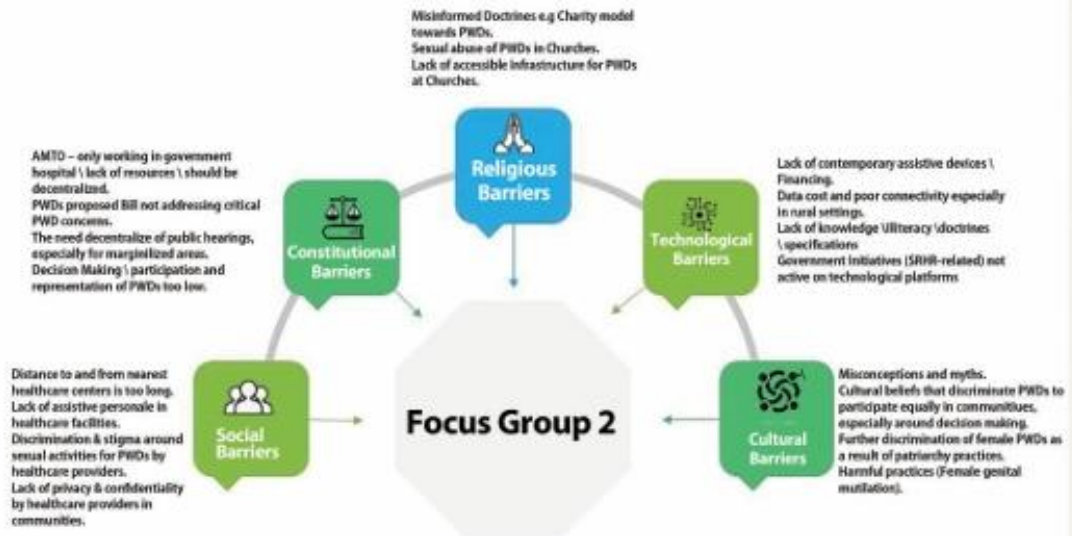 Misinformed Doctrines e.g Charity model
towards PWDs.
Sexual abuse of PWDs in Churches.
Lack of accessible Infrastructure for PWDs
at Churches.
Religious
Barriers
AMTO – only working in government
hospital \ lack of resources \ should be
decentralized.
PWDs proposed Bill not addressing critical
PWD concerns.
The need decentralize of public hearings,
especially for marginilized areas.
Decision Making \ participation and
representation of PWDs too low.
Constitutional
Barriers
Technological
Barriers
Lack of contemporary assistive devices \
Financing.
Data cost and poor connectivity especially
in rural settings.
Lack of knowledge \illiteracy \doctrines
\specifications
Government Initiatives (SRHR-related) not
active on technological platforms
Distance to and from nearest
healthcare centers is too long.
Lack of assistive personale in
healthcare facilities.
Discrimination & stigma around
sexual activities for PWDs by
healthcare providers.
Lack of privacy & confidentiality
by healthcare providers in
communities.
Social
Barriers
Focus Group 2
Cultural
Barriers
Misconceptions and myths.
Cultural beliefs that discriminate PWDs to
participate equally in communitiues,
especially around decision making.
Further discrimination of female PWDs as
a result of patriarchy practices.
Harmful practices (Female genital
mutilation).